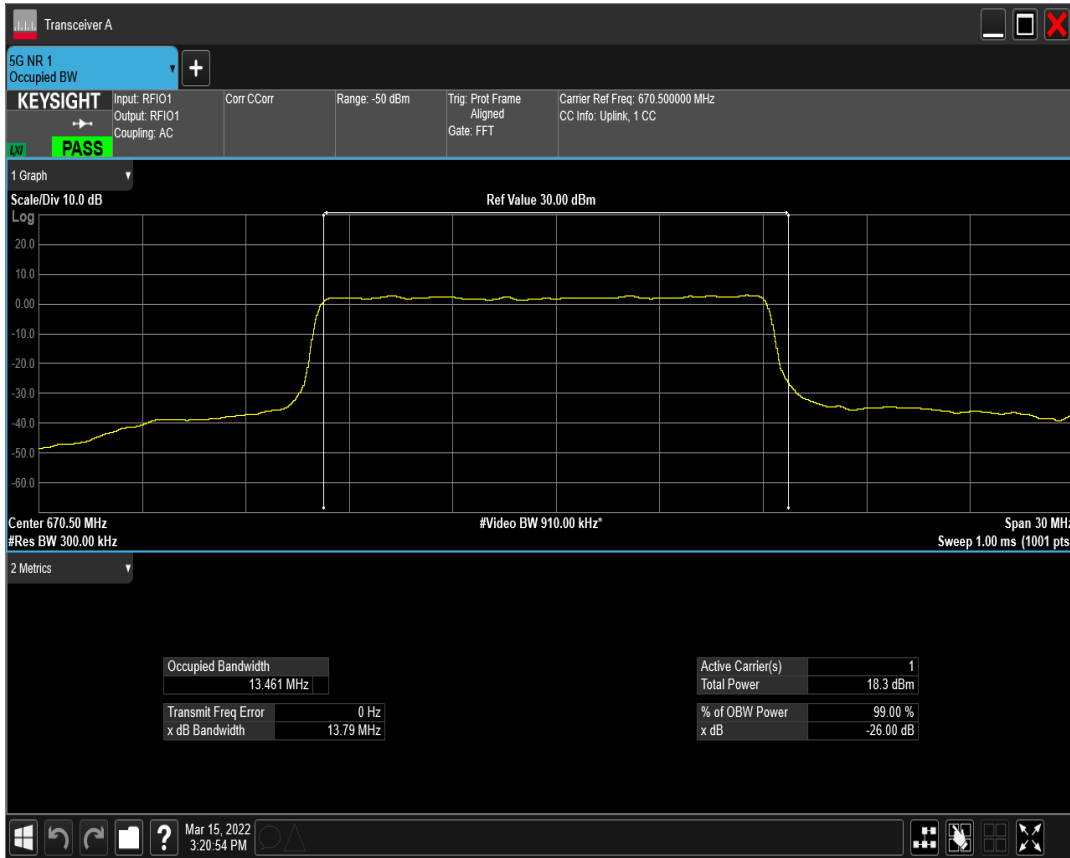 Transceiver A
5G NR 1
Occupied BW
KEYSIGHT
LXI
PASS
Input: RFIO1
Output: RFIO1
Coupling: AC
Corr CCorr
Range: -50 dBm
Trig: Prot Frame
Aligned
Gate: FFT
Carrier Ref Freq: 670.500000 MHz
CC Info: Uplink, 1 CC
1 Graph
Scale/Div 10.0 dB
Ref Value 30.00 dBm
Log
20.0
10.0
0.00
-10.0
-20.0
-30.0
-40.0
-50.0
-60.0
Center 670.50 MHz
#Video BW 910.00 kHz*
Span 30 MHz
#Res BW 300.00 kHz
Sweep 1.00 ms (1001 pts
2 Metrics
Occupied Bandwidth
13.461 MHz
Transmit Freq Error 0 Hz
x dB Bandwidth 13.79 MHz
Active Carrier(s) 1
Total Power 18.3 dBm
% of OBW Power 99.00 %
x dB -26.00 dB
?
Mar 15, 2022
3:20:54 PM